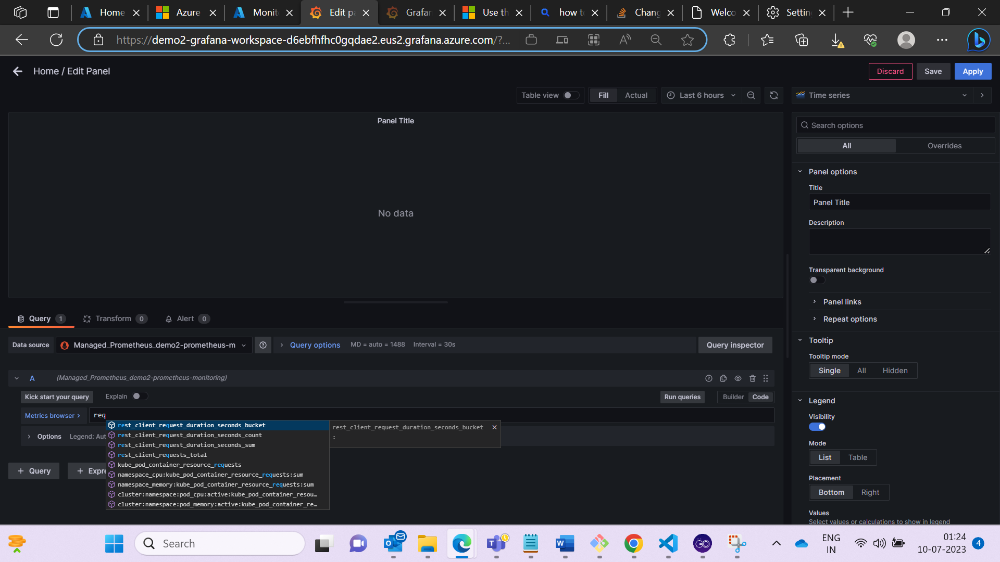 Home
Azure
Monit
Edit pa
Grafan
Use th
how to
Chang
Welco
Settin
https://demo2-grafana-workspace-d6ebfhfhc0gqdae2.eus2.grafana.azure.com/?...
Home / Edit Panel
Discard
Save
Apply
Table view
Fill
Actual
Last 6 hours
Time series
Panel Title
No data
Search options
All
Overrides
Panel options
Title
Panel Title
Description
Transparent background
Panel links
Repeat options
Tooltip
Tooltip mode
Single
All
Hidden
Legend
Visibility
Mode
List
Table
Placement
Bottom
Right
Values
Select values or calculations to show in legend
Query 1
Transform 0
Alert 0
Data source
Managed_Prometheus_demo2-prometheus-m
Query options
MD = auto = 1488
Interval = 30s
Query inspector
A
(Managed_Prometheus_demo2-prometheus-monitoring)
Kick start your query
Explain
Run queries
Builder
Code
Metrics browser >
req
Options
Legend: Aut
rest_client_request_duration_seconds_bucket
rest_client_request_duration_seconds_count
rest_client_request_duration_seconds_sum
rest_client_requests_total
kube_pod_container_resource_requests
namespace_cpu:kube_pod_container_resource_requests:sum
namespace_memory:kube_pod_container_resource_requests:sum
cluster:namespace:pod_cpu:active:kube_pod_container_resou…
cluster:namespace:pod_memory:active:kube_pod_container_re…
rest_client_request_duration_seconds_bucket
:
+ Query
+ Expre
Search
ENG
IN
01:24
10-07-2023
4